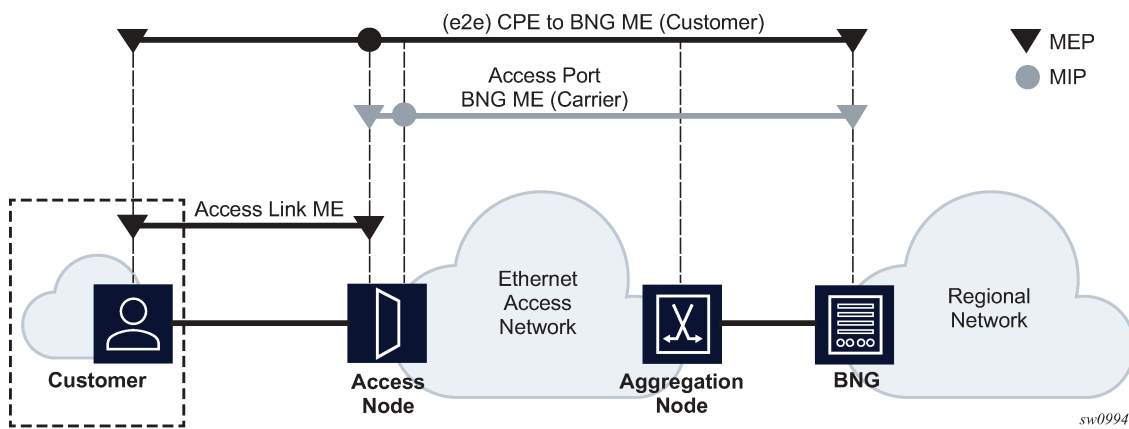 (e2e) CPE to BNG ME (Customer)
MEP
MIP
Access Port
BNG ME (Carrier)
Access Link ME
Ethernet
Access
Network
Regional
Network
Customer
Access
Node
Aggregation
Node
BNG
sw0994